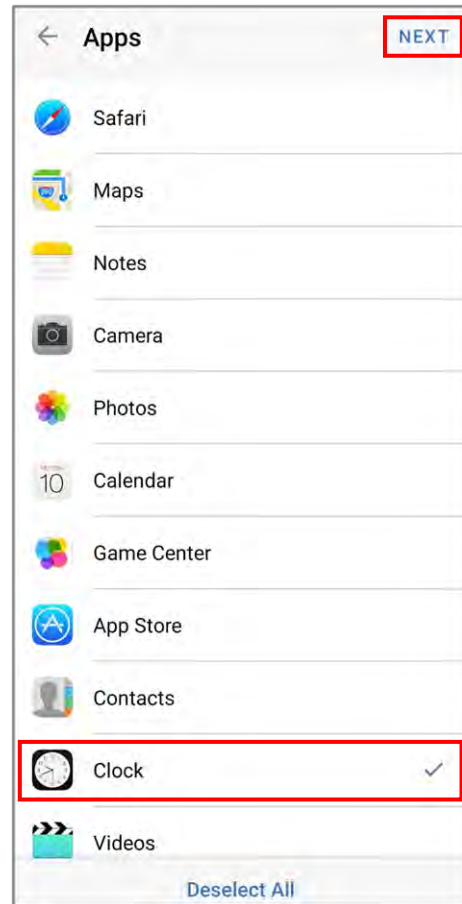 Apps
NEXT
Safari
Maps
Notes
Camera
Photos
10
Calendar
Game Center
App Store
Contacts
Clock
Videos
Deselect All